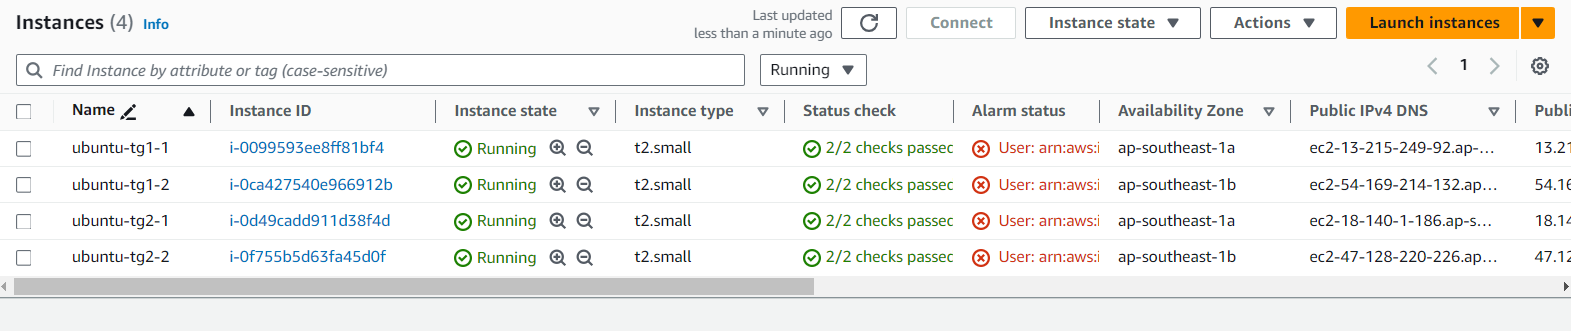 Instances (4) Info
Last updated
less than a minute ago
Connect
Instance state
Actions
Launch instances
Find Instance by attribute or tag (case-sensitive)
Running
1
Name Instance ID Instance state Instance type Status check Alarm status Availability Zone Public IPv4 DNS Publi
ubuntu-tg1-1 i-0099593ee8ff81bf4 Running t2.small 2/2 checks passec User: arn:aws:i ap-southeast-1a ec2-13-215-249-92.ap-... 13.21
ubuntu-tg1-2 i-0ca427540e966912b Running t2.small 2/2 checks passec User: arn:aws:i ap-southeast-1b ec2-54-169-214-132.ap... 54.16
ubuntu-tg2-1 i-0d49cadd911d38f4d Running t2.small 2/2 checks passec User: arn:aws:i ap-southeast-1a ec2-18-140-1-186.ap-s... 18.14
ubuntu-tg2-2 i-0f755b5d63fa45d0f Running t2.small 2/2 checks passec User: arn:aws:i ap-southeast-1b ec2-47-128-220-226.ap... 47.12